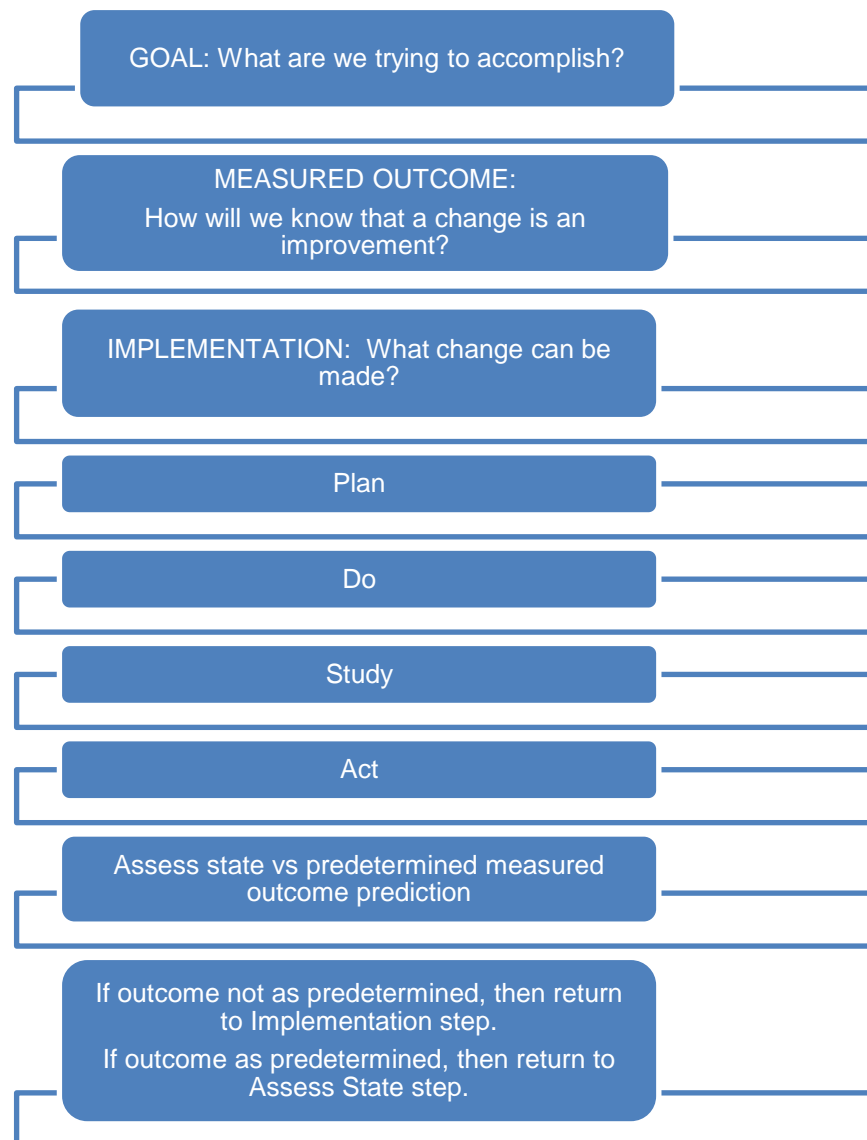 GOAL: What are we trying to accomplish?
MEASURED OUTCOME:
How will we know that a change is an
improvement?
IMPLEMENTATION:  What change can be
made?
Plan
Do
Study
Act
Assess state vs predetermined measured
outcome prediction
If outcome not as predetermined, then return
to Implementation step.
If outcome as predetermined, then return to
Assess State step.